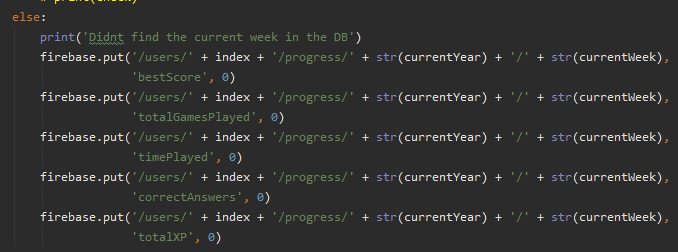 else:
print('Didnt find the current week in the DB')
firebase.put('/users/' + index + '/progress/' + str(currentYear) + '/' + str(currentWeek),
'bestScore', 0)
firebase.put('/users/' + index + '/progress/' + str(currentYear) + '/' + str(currentWeek),
'totalGamesPlayed', 0)
firebase.put('/users/' + index + '/progress/' + str(currentYear) + '/' + str(currentWeek),
'timePlayed', 0)
firebase.put('/users/' + index + '/progress/' + str(currentYear) + '/' + str(currentWeek),
'correctAnswers', 0)
firebase.put('/users/' + index + '/progress/' + str(currentYear) + '/' + str(currentWeek),
'totalXP', 0)